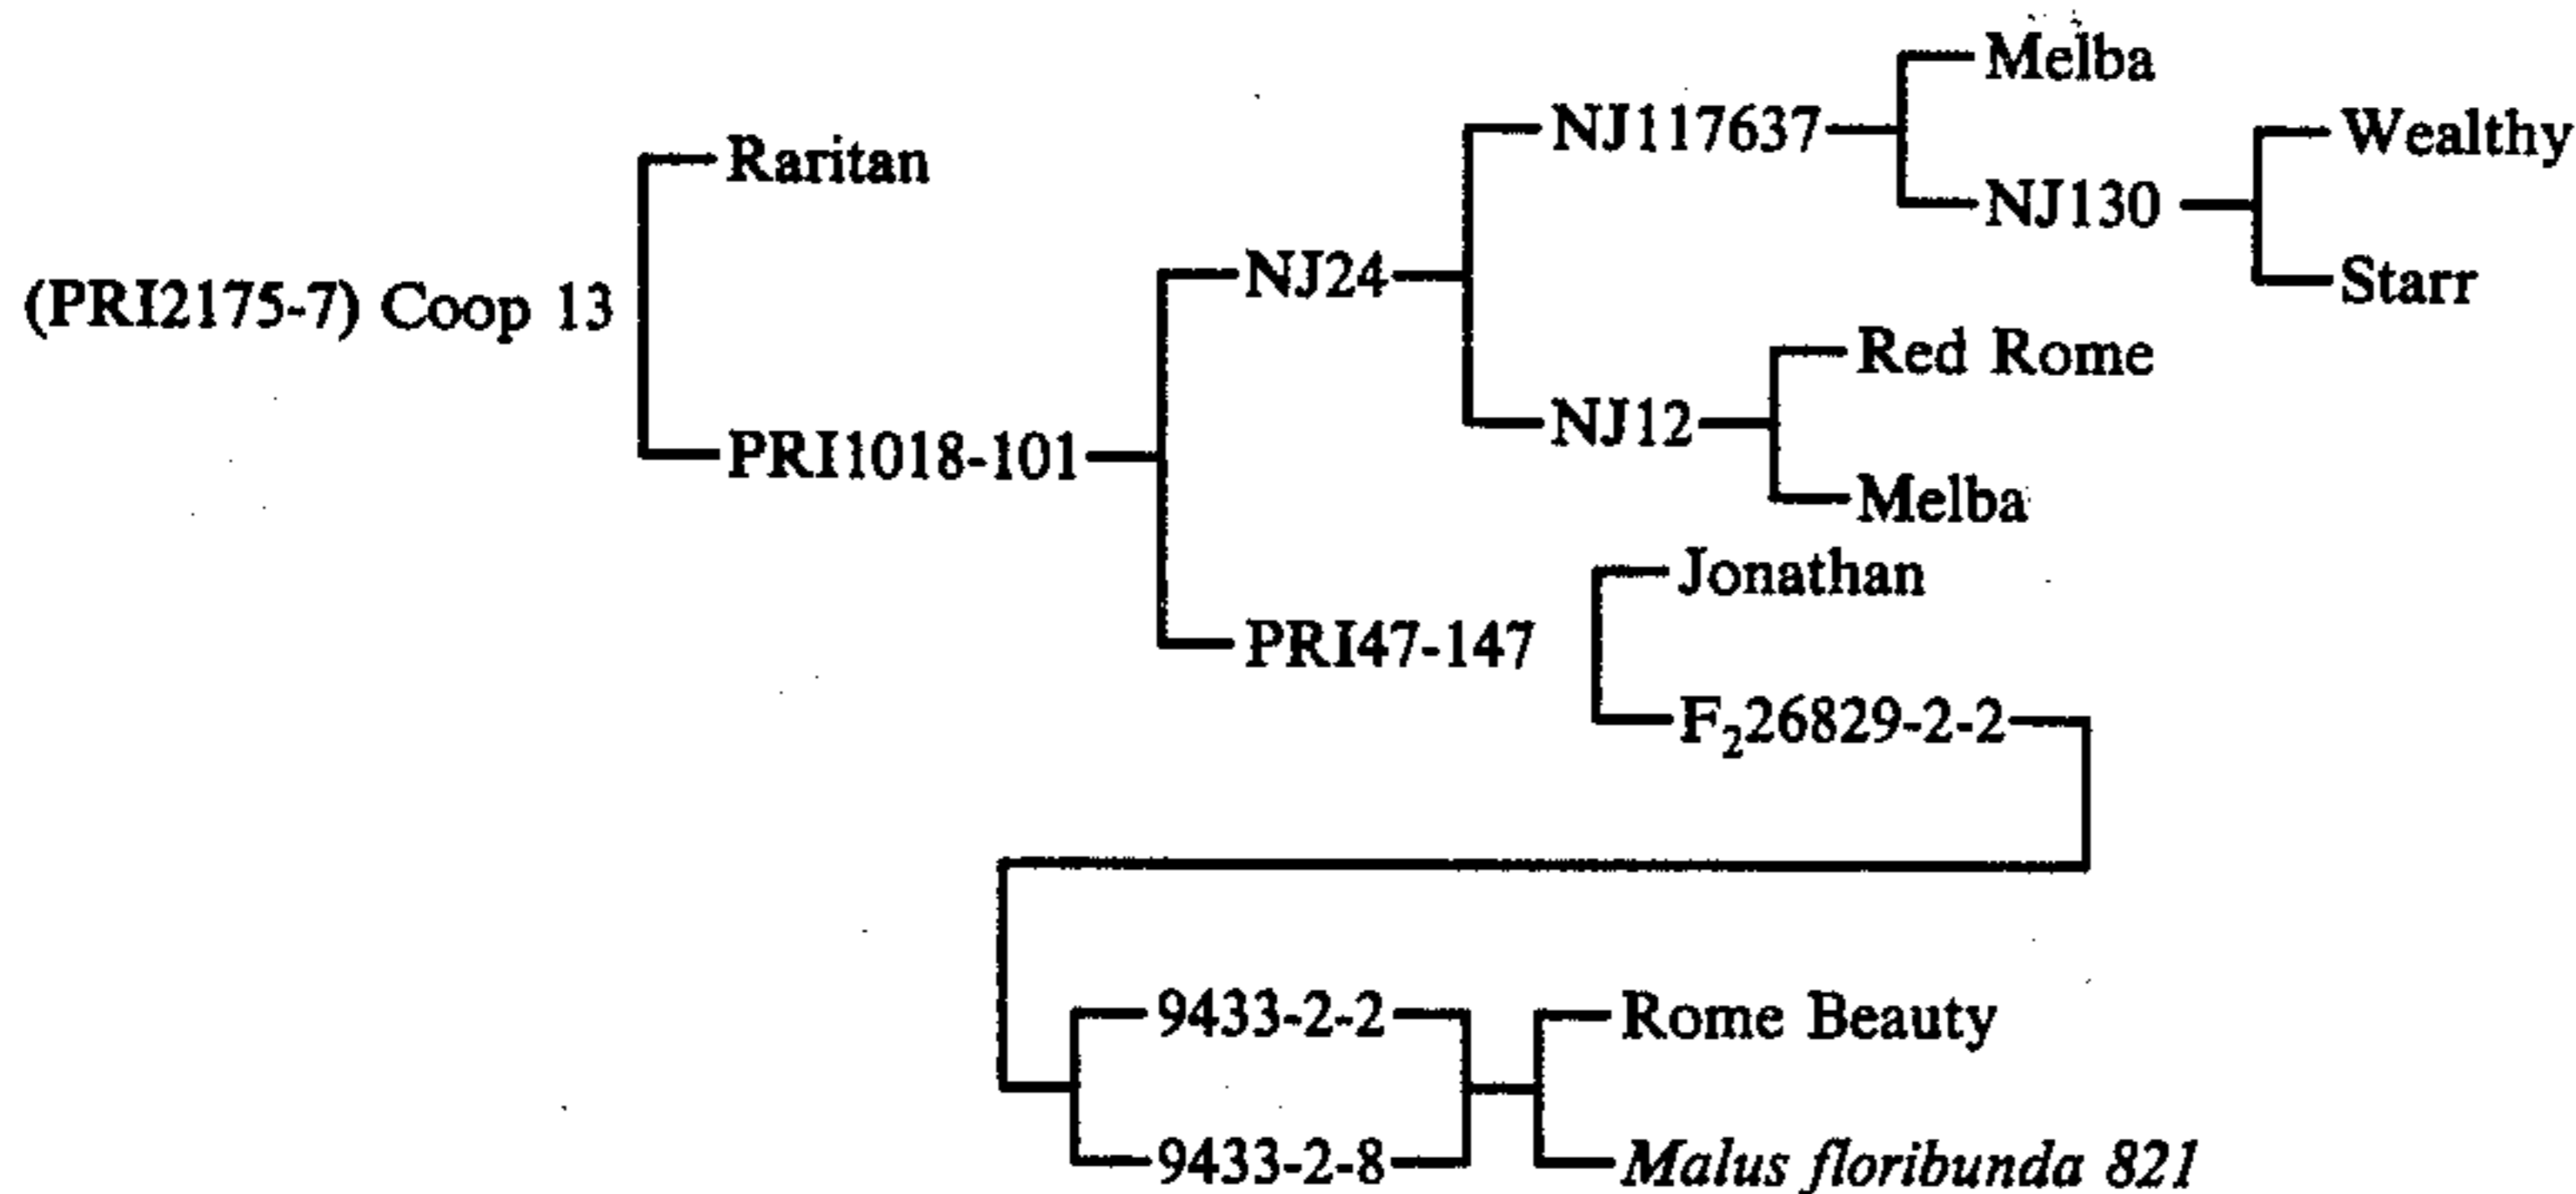 Melba
NJ117637
Wealthy
Raritan
NJ130
NJ24
Starr
(PRI2175-7) Coop 13
Red Rome
NJ12
PRI1018-101
Melba
Jonathan
PRI47-147
F₂26829-2-2
9433-2-2
Rome Beauty
9433-2-8
Malus floribunda 821